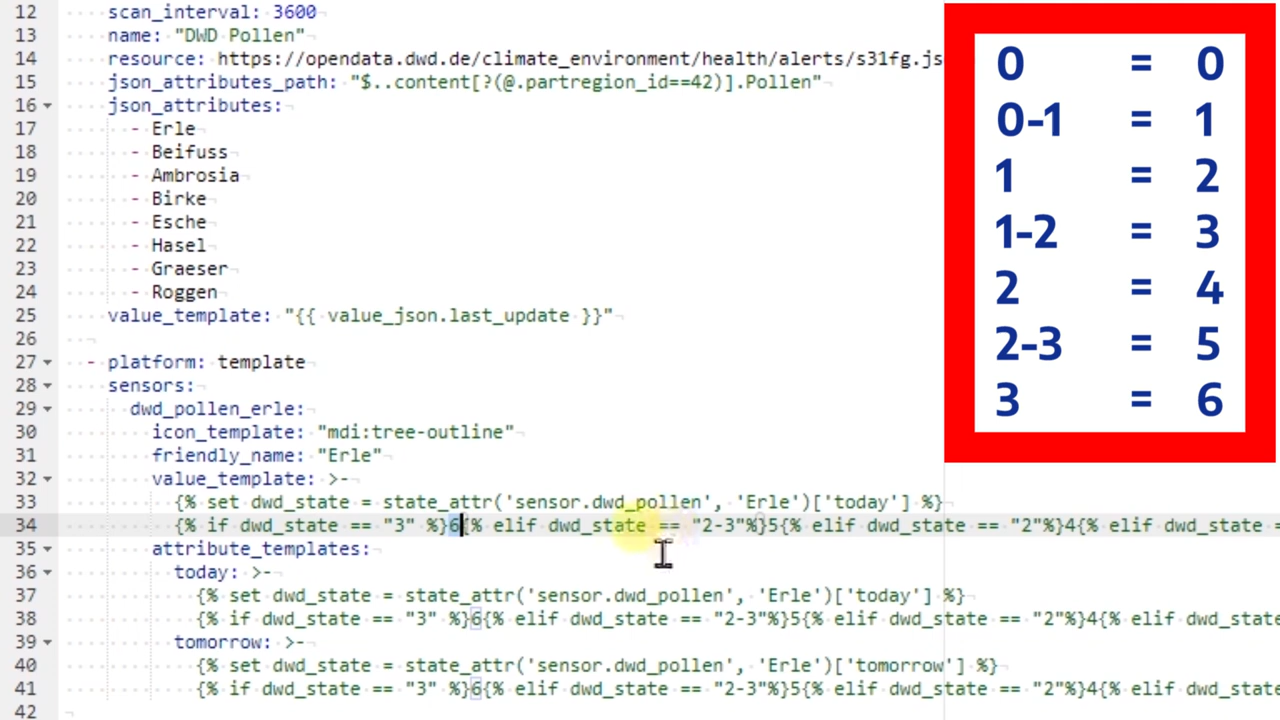 12 scan_interval: 3600
13 name: "DWD Pollen"
14 resource: https://opendata.dwd.de/climate_environment/health/alerts/s31fg.js
15 json_attributes_path: "$..content[?(@.partregion_id==42)].Pollen"
16 json_attributes:
17 - Erle
18 - Beifuss
19 - Ambrosia
20 - Birke
21 - Esche
22 - Hasel
23 - Graeser
24 - Roggen
25 value_template: "{{ value_json.last_update }}"
26
27 - platform: template
28 sensors:
29 dwd_pollen_erle:
30 icon_template: "mdi:tree-outline"
31 friendly_name: "Erle"
32 value_template: >-
33 {% set dwd_state = state_attr('sensor.dwd_pollen', 'Erle')['today'] %}
34 {% if dwd_state == "3" %}6{% elif dwd_state == "2-3"%}5{% elif dwd_state == "2"%}4{% elif dwd_state =
35 attribute_templates:
36 today: >-
37 {% set dwd_state = state_attr('sensor.dwd_pollen', 'Erle')['today'] %}
38 {% if dwd_state == "3" %}6{% elif dwd_state == "2-3"%}5{% elif dwd_state == "2"%}4{% elif dwd_state
39 tomorrow: >-
40 {% set dwd_state = state_attr('sensor.dwd_pollen', 'Erle')['tomorrow'] %}
41 {% if dwd_state == "3" %}6{% elif dwd_state == "2-3"%}5{% elif dwd_state == "2"%}4{% elif dwd_state
42
0 = 0
0-1 = 1
1 = 2
1-2 = 3
2 = 4
2-3 = 5
3 = 6